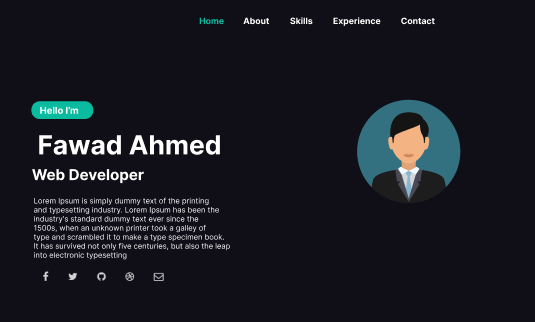 Home About Skills Experience Contact
Hello I'm
Fawad Ahmed
Web Developer
Lorem Ipsum is simply dummy text of the printing
and typesetting industry. Lorem Ipsum has been the
industry's standard dummy text ever since the
1500s, when an unknown printer took a galley of
type and scrambled it to make a type specimen book.
It has survived not only five centuries, but also the leap
into electronic typesetting